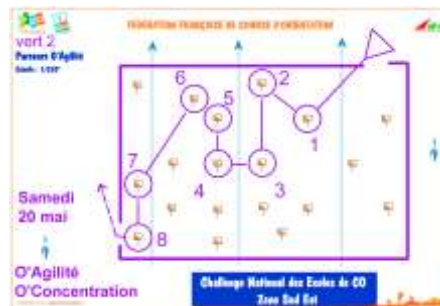 FEDERATION FRANÇAISE DE COURSE D'ORIENTATION
vert 2
Parcours O'Agilité
6
5
2
1
7
4
3
8
Samedi
20 mai
O'Agilité
O'Concentration
Challenge National des Ecoles de CO
Zone Sud Est